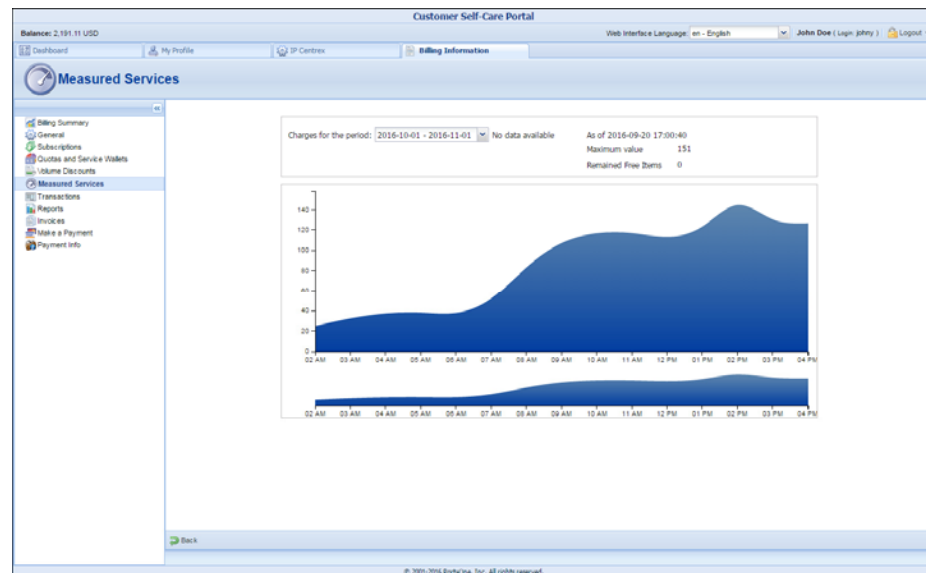 Customer Self-Care Portal
Balance: 2,191.11 USD
Web Interface Language: en - English
John Doe ( Login: johny )
Logout
Dashboard
My Profile
IP Centrex
Billing Information
Measured Services
Billing Summary
General
Subscriptions
Quotas and Service Wallets
Volume Discounts
Measured Services
Transactions
Reports
Invoices
Make a Payment
Payment Info
Charges for the period: 2016-10-01 - 2016-11-01 No data available
As of 2016-09-20 17:00:40
Maximum value 151
Remained Free Items 0
140
120
100
80
60
40
20
0
02 AM 03 AM 04 AM 05 AM 06 AM 07 AM 08 AM 09 AM 10 AM 11 AM 12 PM 01 PM 02 PM 03 PM 04 PM
02 AM 03 AM 04 AM 05 AM 06 AM 07 AM 08 AM 09 AM 10 AM 11 AM 12 PM 01 PM 02 PM 03 PM 04 PM
Back
© 2001-2016 PortaOne, Inc. All rights reserved.